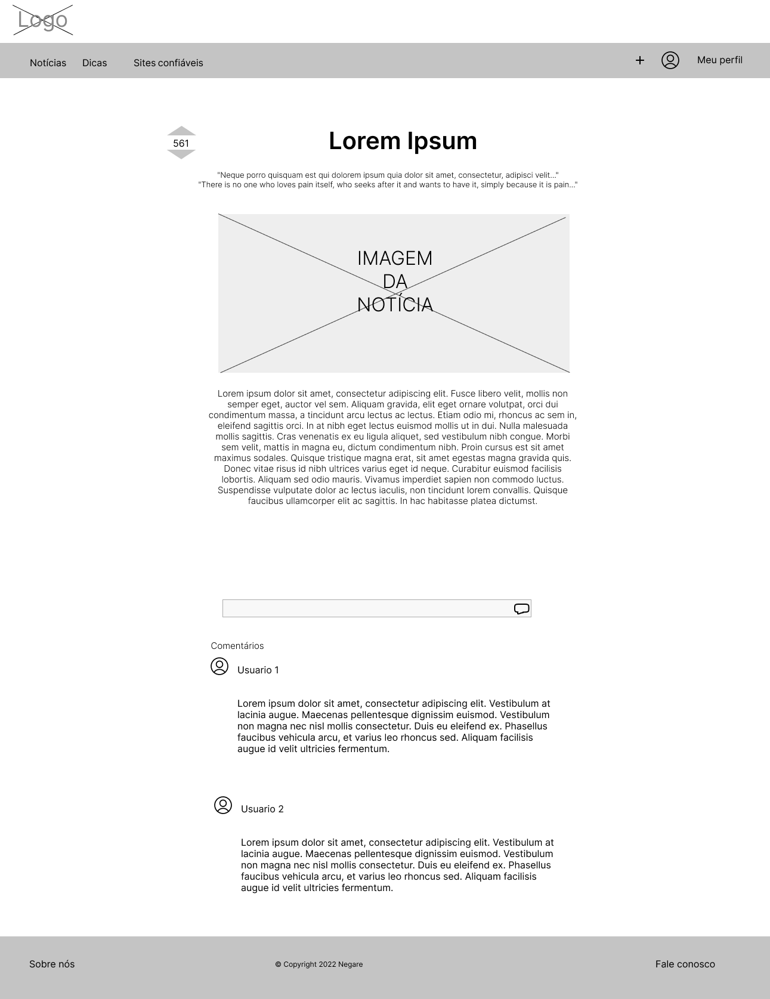 Logo
Notícias Dicas Sites confiáveis + Meu perfil
561
Lorem Ipsum
"Neque porro quisquam est qui dolorem ipsum quia dolor sit amet, consectetur, adipisci velit..."
"There is no one who loves pain itself, who seeks after it and wants to have it, simply because it is pain..."
IMAGEM
DA
NOTÍCIA
Lorem ipsum dolor sit amet, consectetur adipiscing elit. Fusce libero velit, mollis non
semper eget, auctor vel sem. Aliquam gravida, elit eget ornare volutpat, orci dui
condimentum massa, a tincidunt arcu lectus ac lectus. Etiam odio mi, rhoncus ac sem in,
eleifend sagittis orci. In at nibh eget lectus euismod mollis ut in dui. Nulla malesuada
mollis sagittis. Cras venenatis ex eu ligula aliquet, sed vestibulum nibh congue. Morbi
sem velit, mattis in magna eu, dictum condimentum nibh. Proin cursus est sit amet
maximus sodales. Quisque tristique magna erat, sit amet egestas magna gravida quis.
Donec vitae risus id nibh ultrices varius eget id neque. Curabitur euismod facilisis
lobortis. Aliquam sed odio mauris. Vivamus imperdiet sapien non commodo luctus.
Suspendisse vulputate dolor ac lectus iaculis, non tincidunt lorem convallis. Quisque
faucibus ullamcorper elit ac sagittis. In hac habitasse platea dictumst.
Comentários
Usuario 1
Lorem ipsum dolor sit amet, consectetur adipiscing elit. Vestibulum at
lacinia augue. Maecenas pellentesque dignissim euismod. Vestibulum
non magna nec nisl mollis consectetur. Duis eu eleifend ex. Phasellus
faucibus vehicula arcu, et varius leo rhoncus sed. Aliquam facilisis
augue id velit ultricies fermentum.
Usuario 2
Lorem ipsum dolor sit amet, consectetur adipiscing elit. Vestibulum at
lacinia augue. Maecenas pellentesque dignissim euismod. Vestibulum
non magna nec nisl mollis consectetur. Duis eu eleifend ex. Phasellus
faucibus vehicula arcu, et varius leo rhoncus sed. Aliquam facilisis
augue id velit ultricies fermentum.
Sobre nós © Copyright 2022 Negare Fale conosco